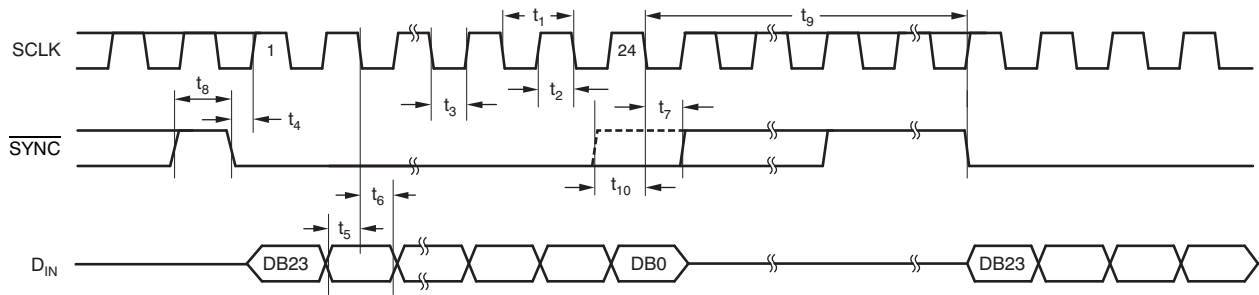 t1
t9
SCLK
1
24
t8
t4
t3
t2
t7
SYNC
t10
t6
t5
DIN
DB23
DB0
DB23